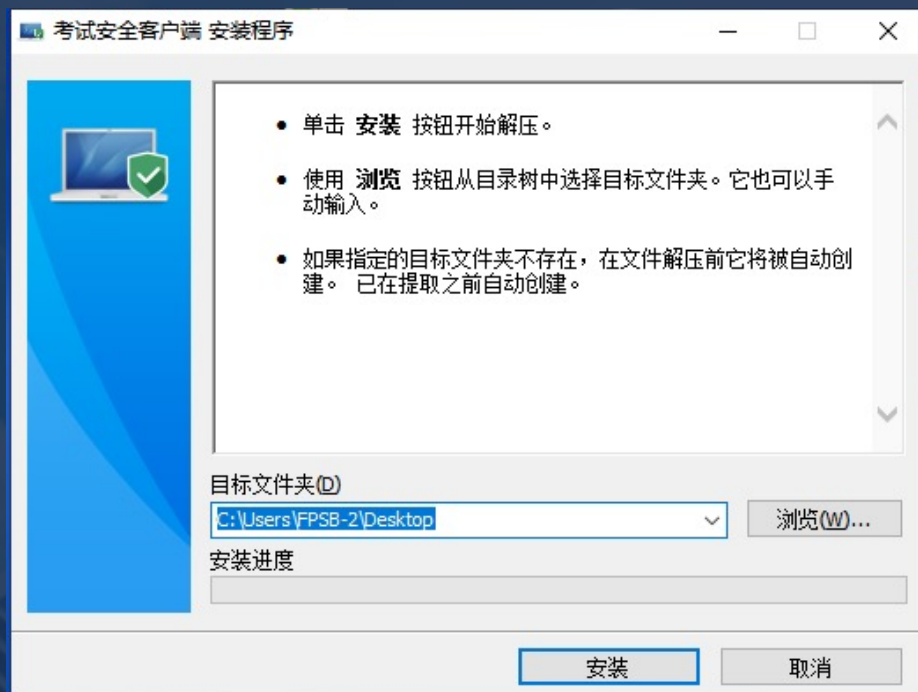 考试安全客户端 安装程序
• 单击 安装 按钮开始解压。
• 使用 浏览 按钮从目录树中选择目标文件夹。它也可以手
动输入。
• 如果指定的目标文件夹不存在，在文件解压前它将被自动创
建。 已在提取之前自动创建。
目标文件夹(D)
C:\Users\FPSB-2\Desktop
浏览(W)...
安装进度
安装
取消